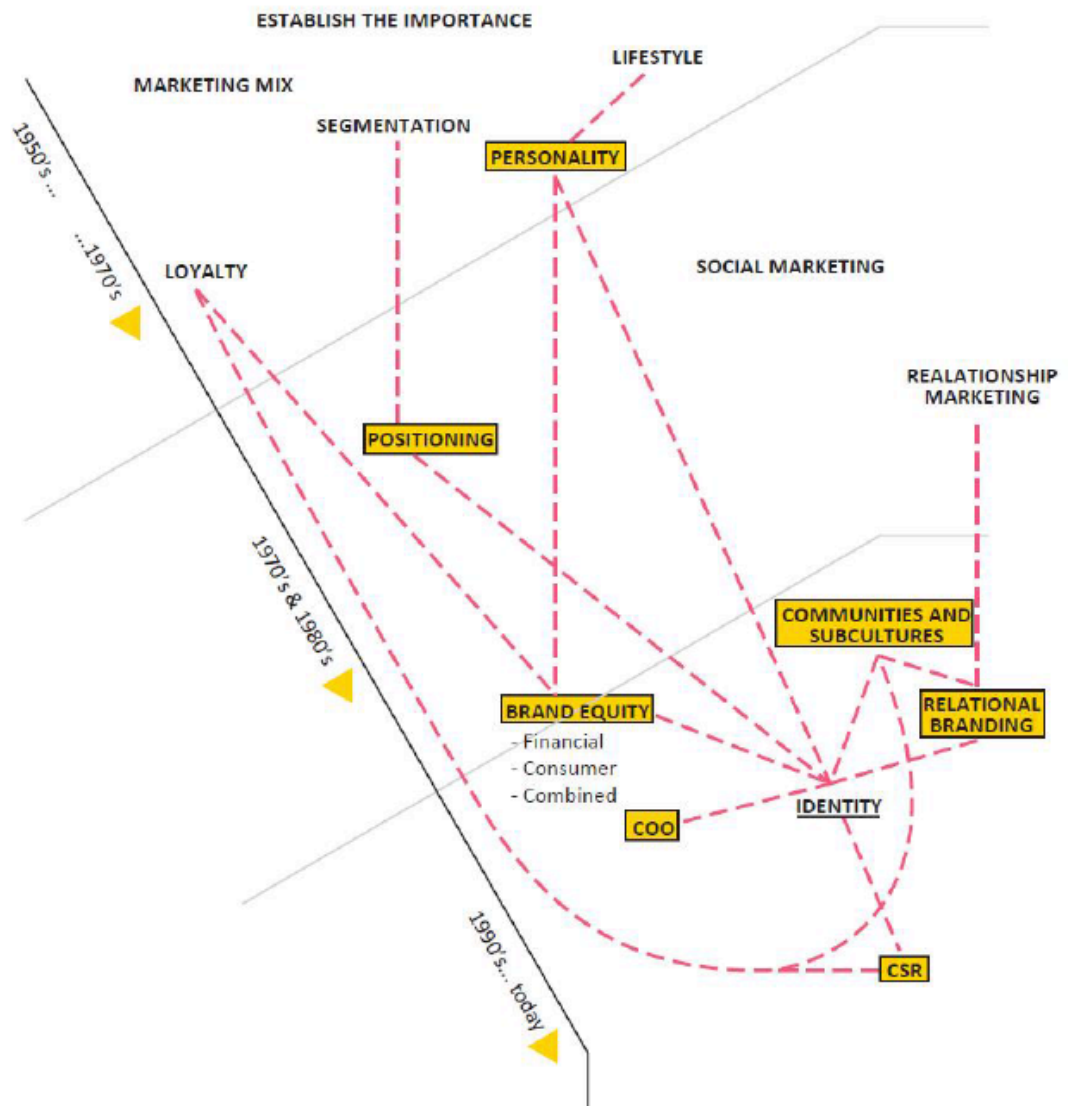 ESTABLISH THE IMPORTANCE
LIFESTYLE
MARKETING MIX
SEGMENTATION
PERSONALITY
1950's ...
...1970's
LOYALTY
SOCIAL MARKETING
REALATIONSHIP
MARKETING
POSITIONING
1970's & 1980's
COMMUNITIES AND
SUBCULTURES
BRAND EQUITY
- Financial
- Consumer
- Combined
RELATIONAL
BRANDING
COO
IDENTITY
1990's... today
CSR